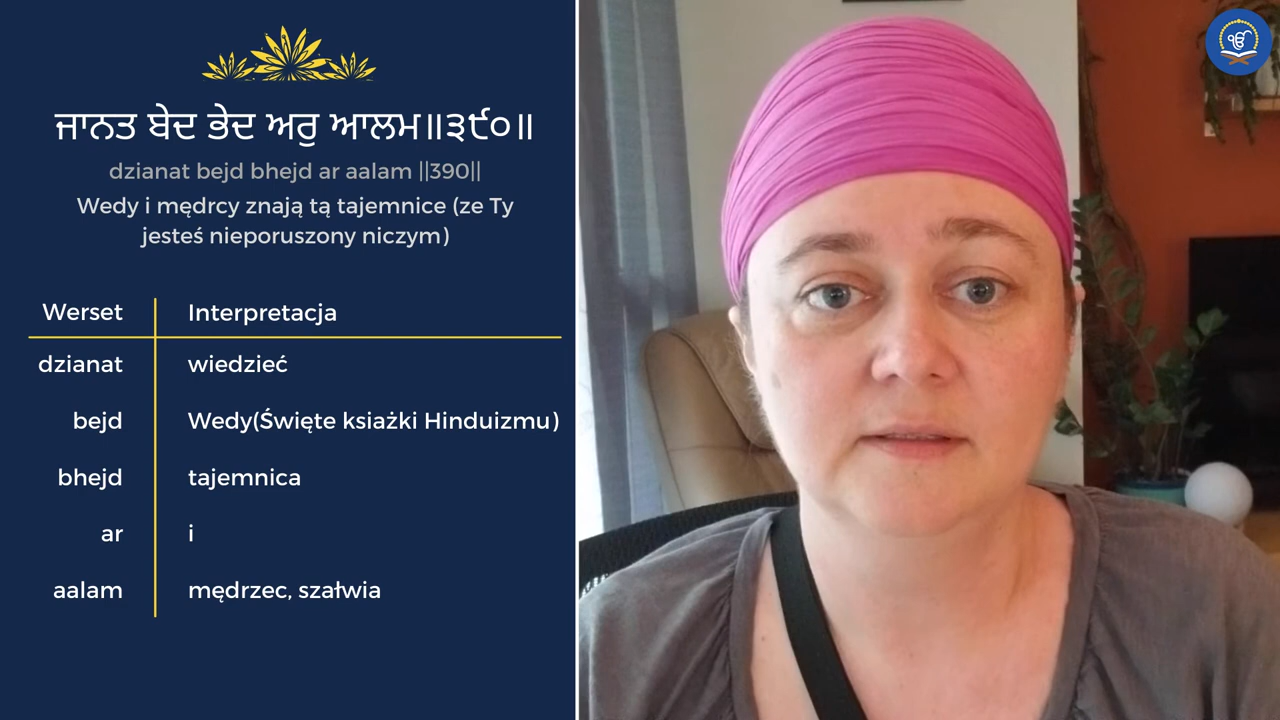 ਜਾਨਤ ਬੇਦ ਭੇਦ ਅਰੁ ਆਲਮ॥੩੯੦॥
dzianat bejd bhejd ar aalam ||390||
Wedy i mędrcy znają tą tajemnice (ze Ty
jesteś nieporuszony niczym)
Werset Interpretacja
dzianat wiedzieć
bejd Wedy(Święte ksiażki Hinduizmu)
bhejd tajemnica
ar i
aalam mędrzec, szałwia
ੴ